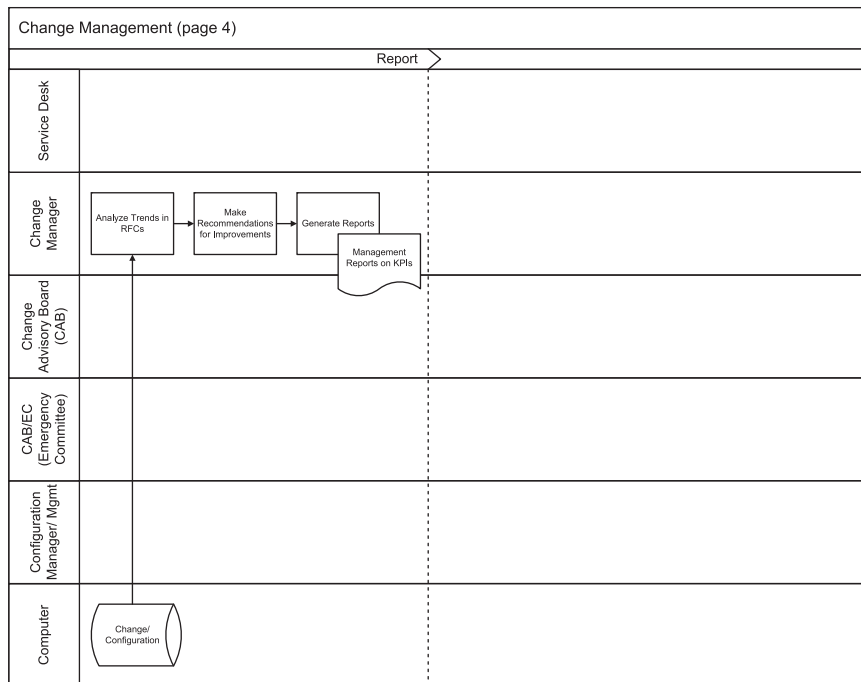 Change Management (page 4)
Report
Service Desk
Change
Manager
Analyze Trends in
RFCs
Make
Recommendations
for Improvements
Generate Reports
Management
Reports on KPIs
Change
Advisory Board
(CAB)
CAB/EC
(Emergency
Committee)
Configuration
Manager/ Mgmt
Computer
Change/
Configuration